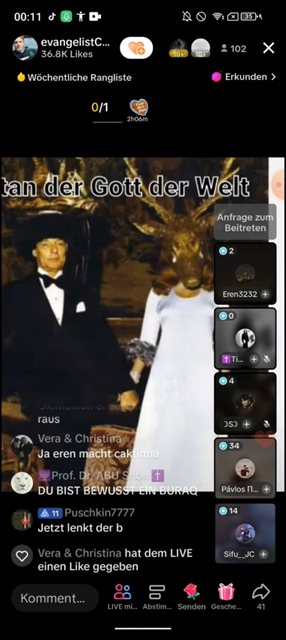 00:11
35
evangelistC...
36.8K Likes
102
Wöchentliche Rangliste
Erkunden >
0/1
2h06m
tan der Gott der Welt
Anfrage zum
Beitreten
2
Eren3232
0
Ti...
4
34
Pávlos Π...
14
Sifu__JC
raus
Vera & Christina
Ja eren macht cakturma
Prof. Dr. ABU
DU BIST BEWUSST EIN BURAQ
11 Puschkin7777
Jetzt lenkt der b
Vera & Christina hat dem LIVE
einen Like gegeben
Komment...
LIVE mi...
Abstim...
Senden
Gesche...
41